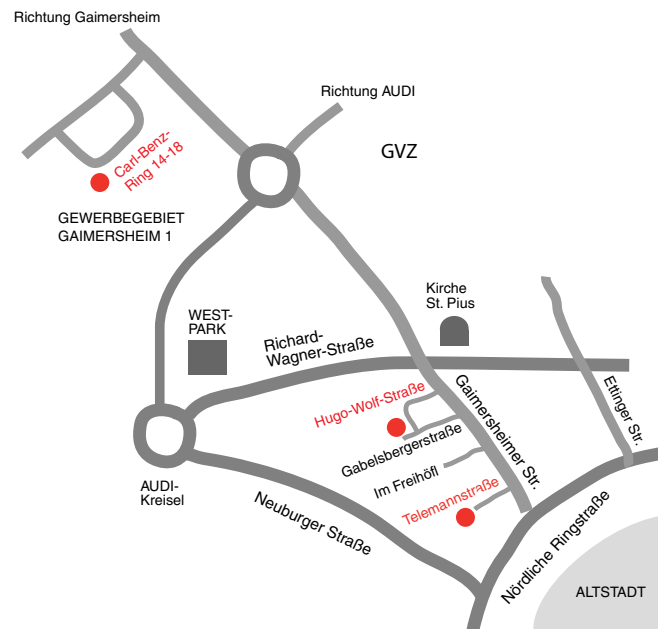 Richtung Gaimersheim
Richtung AUDI
GVZ
Carl-Benz-
Ring 14-18
GEWERBEGEBIET
GAIMERSHEIM 1
Kirche
St. Pius
WEST-
PARK
Richard-
Wagner-Straße
Hugo-Wolf-Straße
Gaimersheimer Str.
Ettinger Str.
Gabelsbergerstraße
Im Freihöfl
Telemannstraße
AUDI-
Kreisel
Neuburger Straße
Nördliche Ringstraße
ALTSTADT